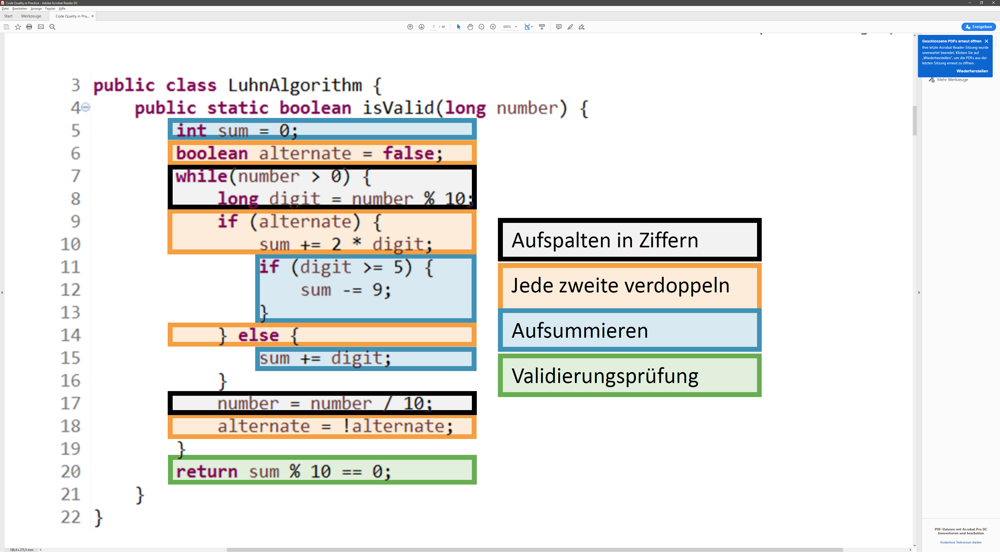 Code Quality in Practice - Adobe Acrobat Reader DC
Datei Bearbeiten Anzeige Fenster Hilfe
Start Werkzeuge Code Quality in Pra... ×
7 / 46 600% Freigeben
Geschlossene PDFs erneut öffnen
Ihre letzte Acrobat Reader-Sitzung wurde
unerwartet beendet. Klicken Sie auf
„Wiederherstellen“, um die PDFs aus der
letzten Sitzung erneut zu öffnen.
Wiederherstellen
Mehr Werkzeuge
3 public class LuhnAlgorithm {
4 public static boolean isValid(long number) {
5 int sum = 0;
6 boolean alternate = false;
7 while(number > 0) {
8 long digit = number % 10;
9 if (alternate) {
10 sum += 2 * digit;
11 if (digit >= 5) {
12 sum -= 9;
13 }
14 } else {
15 sum += digit;
16 }
17 number = number / 10;
18 alternate = !alternate;
19 }
20 return sum % 10 == 0;
21 }
22 }
Aufspalten in Ziffern
Jede zweite verdoppeln
Aufsummieren
Validierungsprüfung
PDF-Dateien mit Acrobat Pro DC
konvertieren und bearbeiten
Kostenlose Testversion starten
188,4 x 275,5 mm